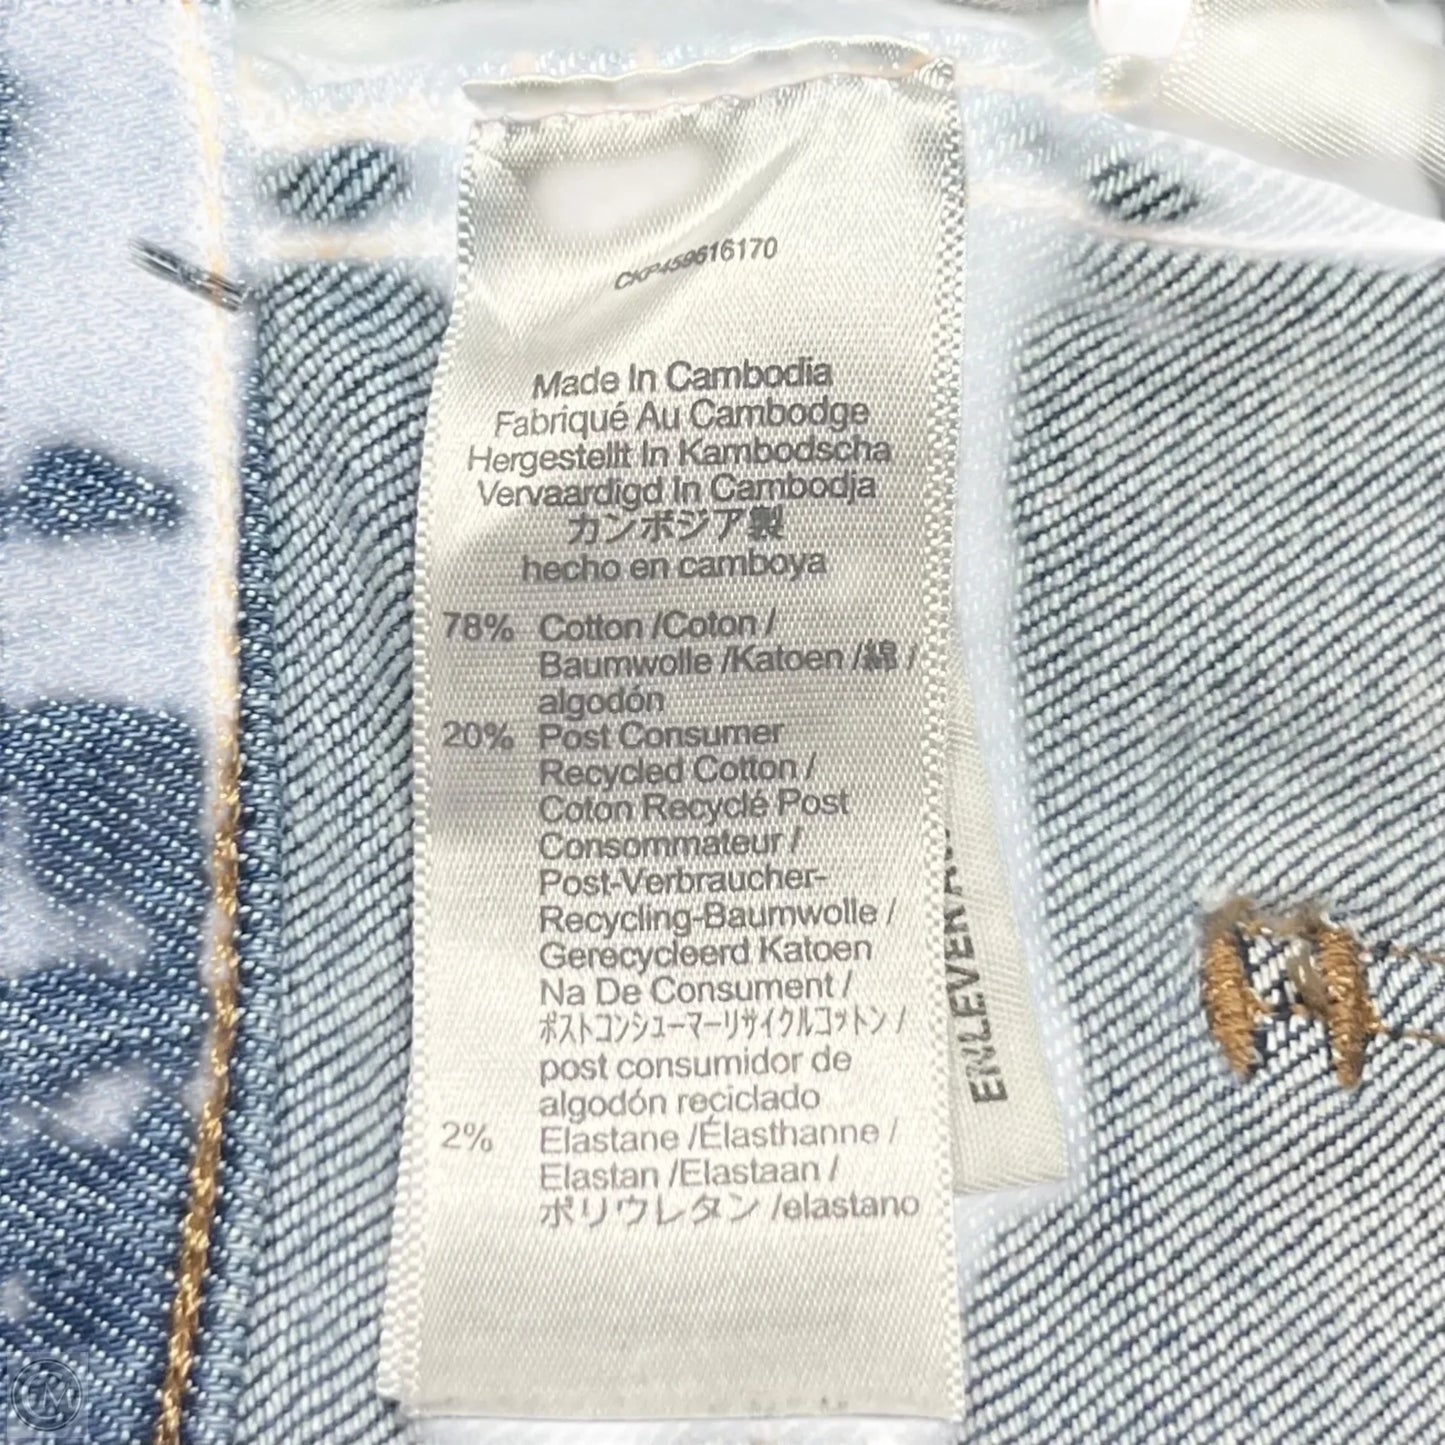 CKP459616170
Made In Cambodia
Fabriqué Au Cambodge
Hergestellt In Kambodscha
Vervaardigd In Cambodja
カンボジア製
hecho en camboya
78% Cotton /Coton /
Baumwolle /Katoen /綿 /
algodón
20% Post Consumer
Recycled Cotton /
Coton Recyclé Post
Consommateur /
Post-Verbraucher-
Recycling-Baumwolle /
Gerecycleerd Katoen
Na De Consument /
ポストコンシューマーリサイクルコットン /
post consumidor de
algodón reciclado
2% Elastane /Élasthanne /
Elastan /Elastaan /
ポリウレタン /elastano
ENLEVER